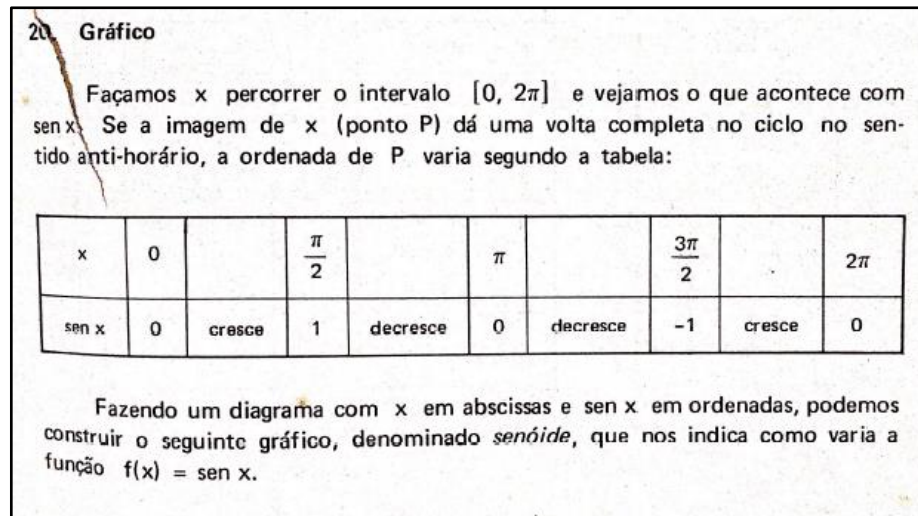 20. Gráfico
Façamos x percorrer o intervalo [0, 2π] e vejamos o que acontece com
sen x. Se a imagem de x (ponto P) dá uma volta completa no ciclo no sen-
tido anti-horário, a ordenada de P varia segundo a tabela:
x 0 π/2 π 3π/2 2π
sen x 0 cresce 1 decresce 0 decresce −1 cresce 0
Fazendo um diagrama com x em abscissas e sen x em ordenadas, podemos
construir o seguinte gráfico, denominado senóide, que nos indica como varia a
função f(x) = sen x.